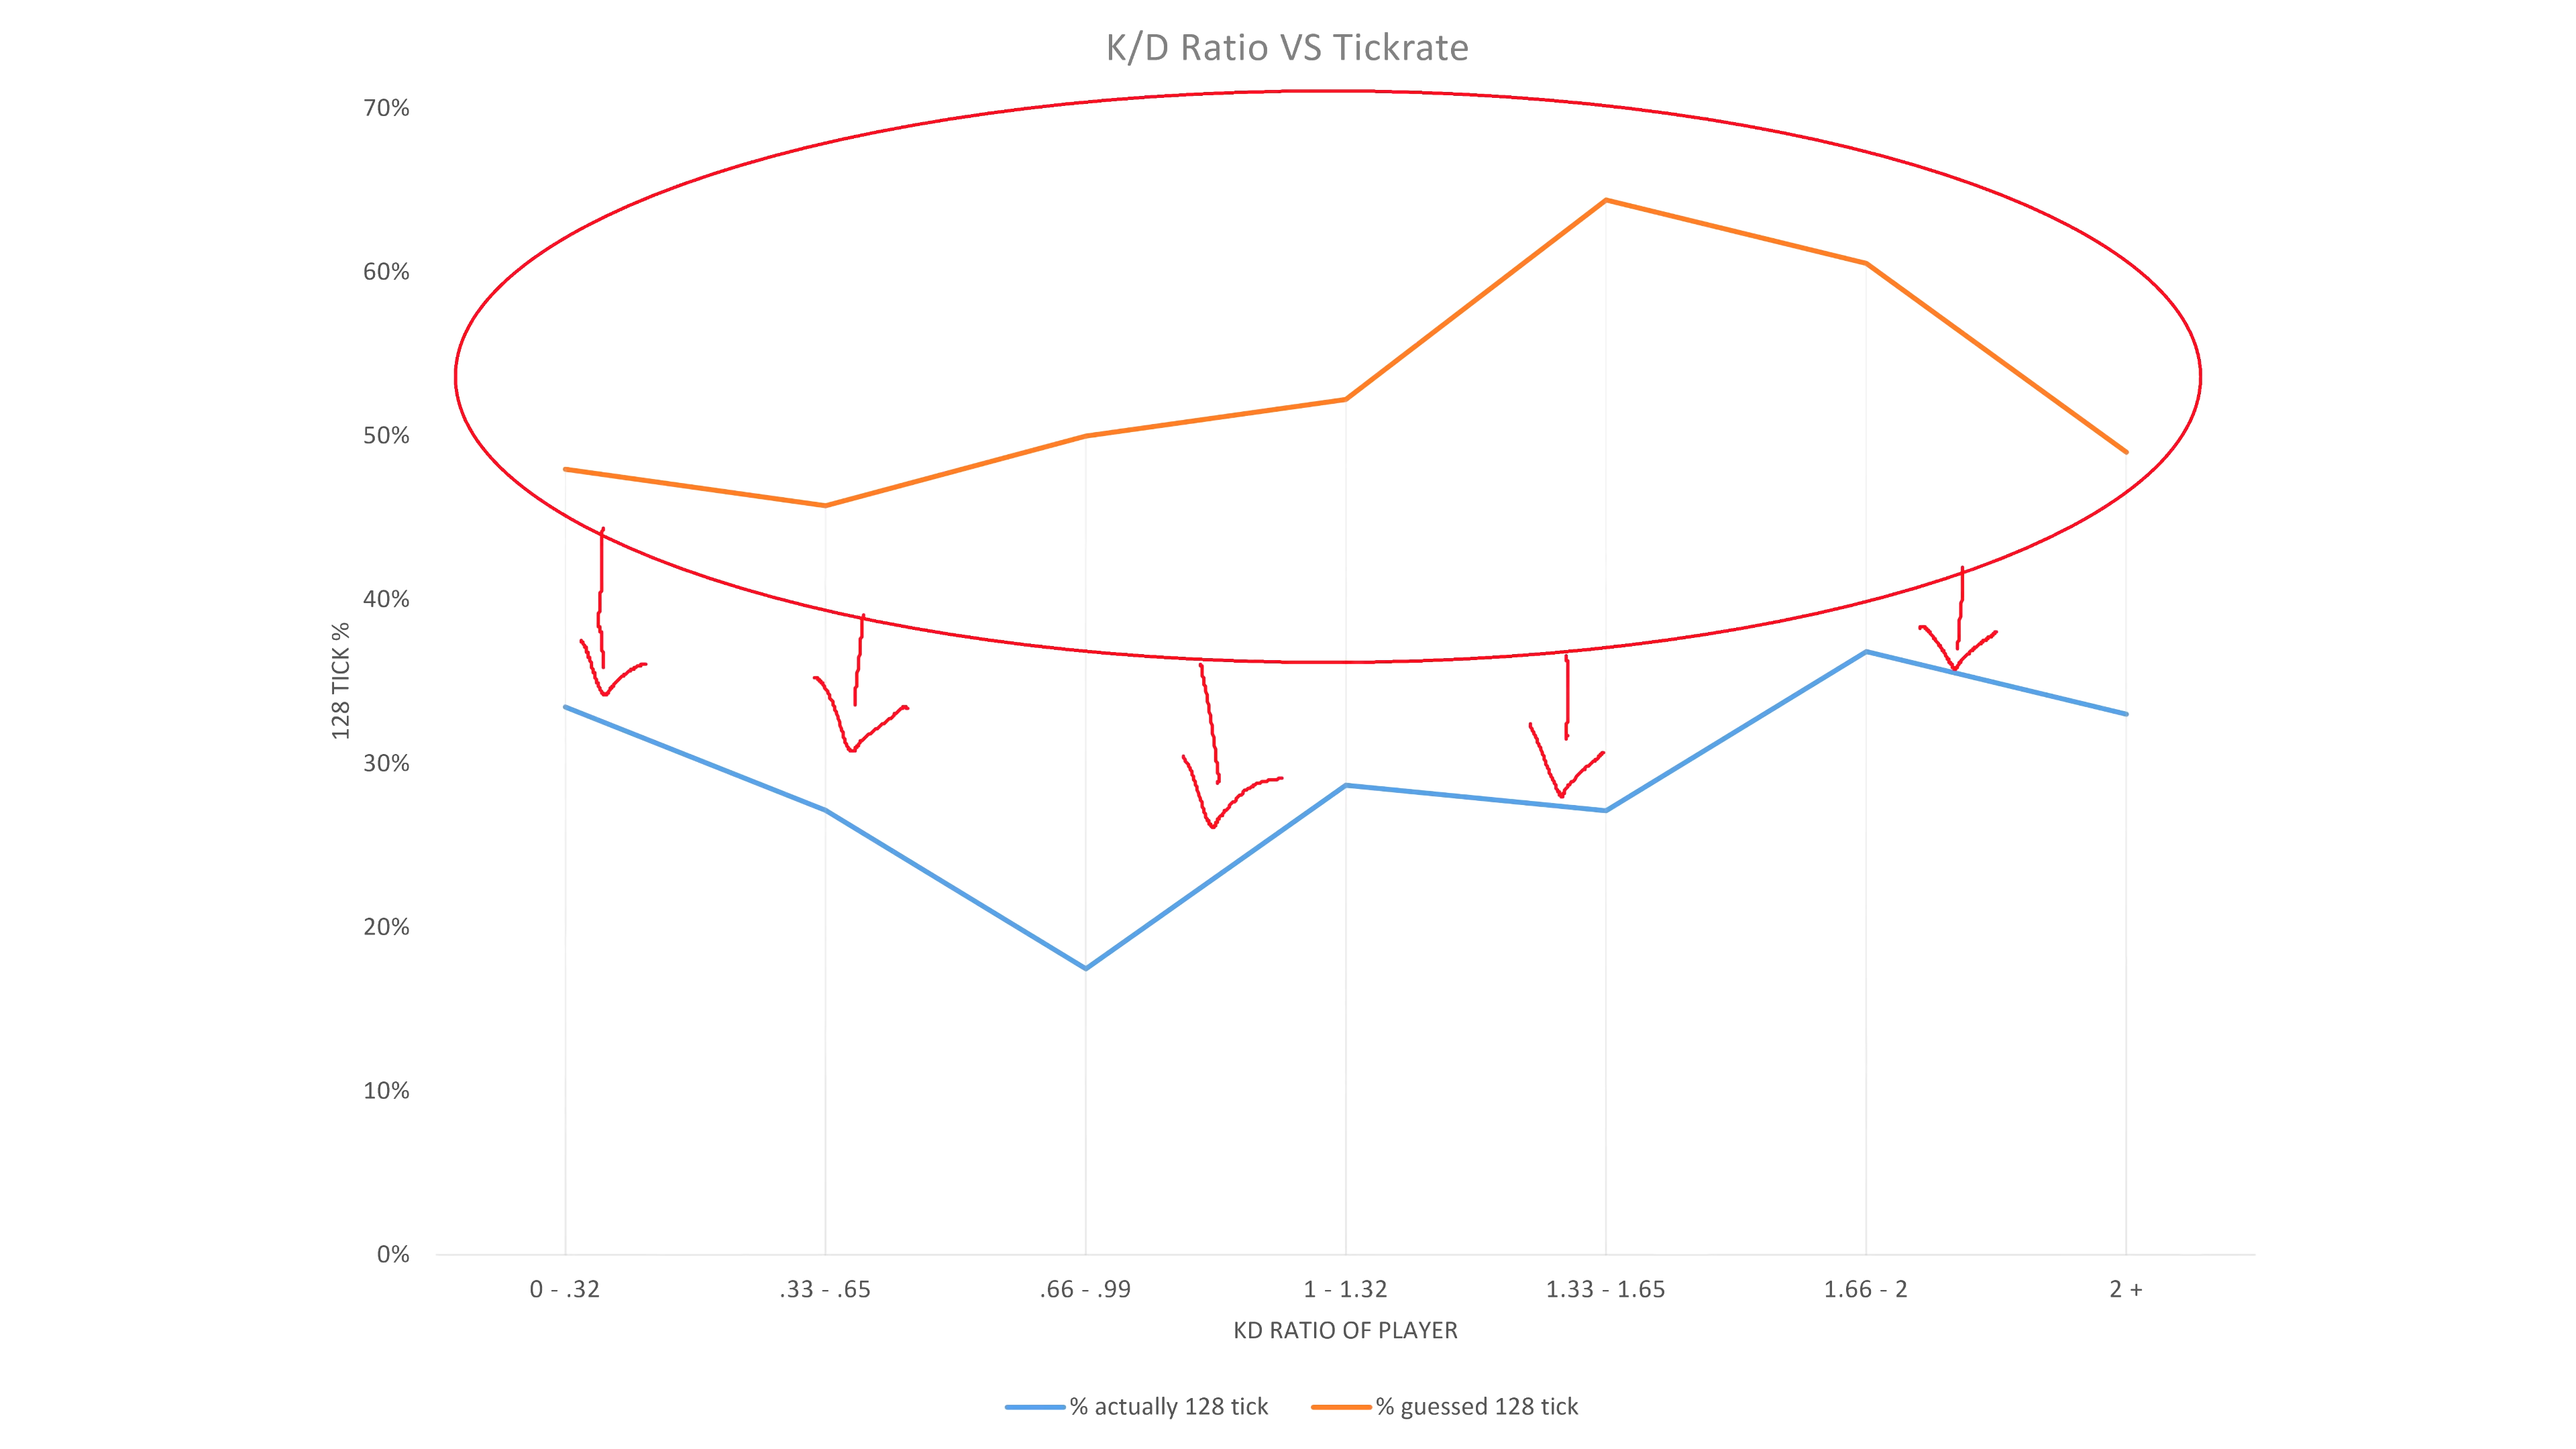 K/D Ratio VS Tickrate
70%
60%
50%
40%
30%
20%
10%
0%
128 TICK %
0 - .32
.33 - .65
.66 - .99
1 - 1.32
1.33 - 1.65
1.66 - 2
2 +
KD RATIO OF PLAYER
% actually 128 tick
% guessed 128 tick